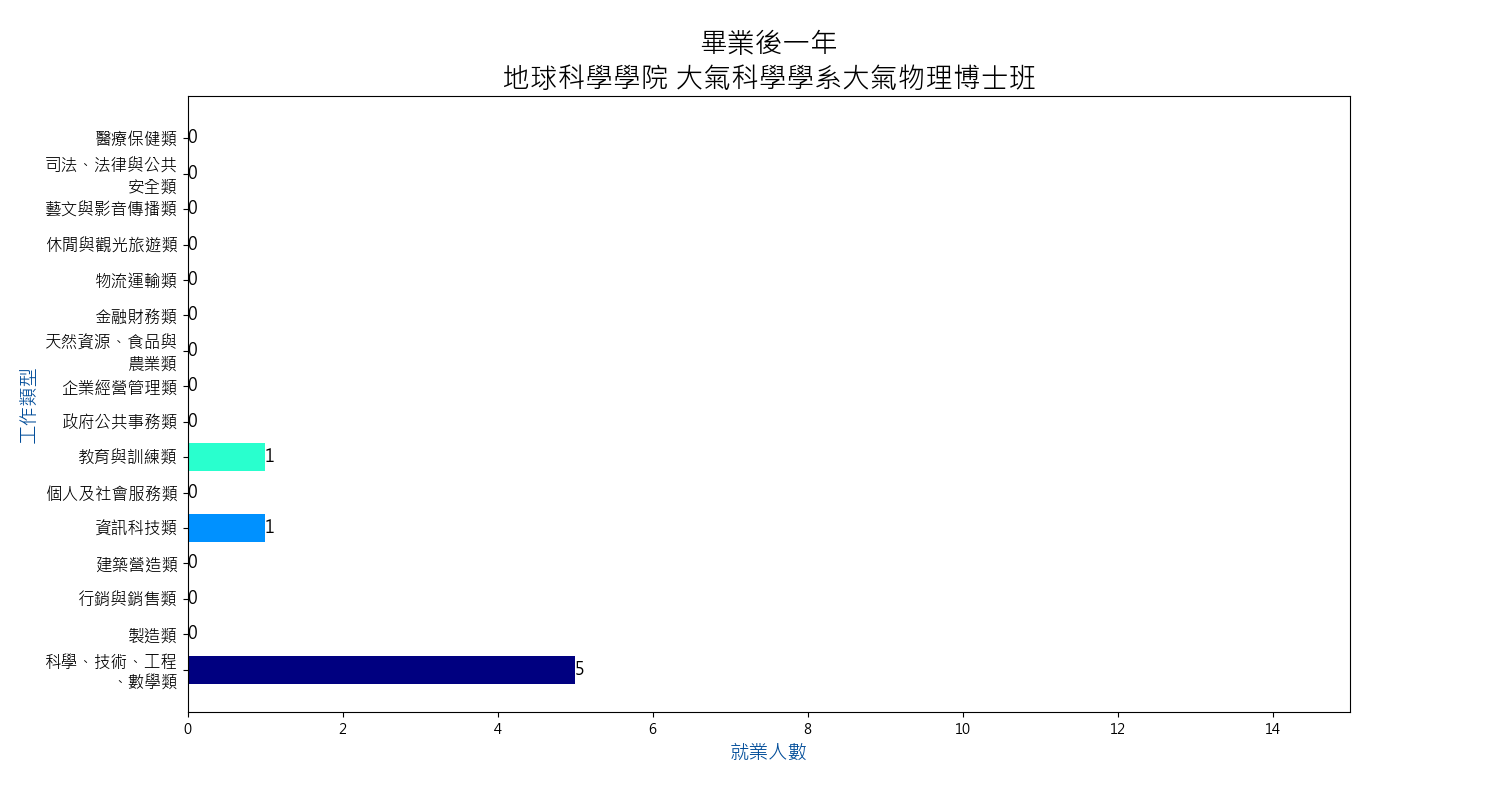 畢業後一年
地球科學學院 大氣科學學系大氣物理博士班
工作類型
醫療保健類 0
司法、法律與公共
安全類 0
藝文與影音傳播類 0
休閒與觀光旅遊類 0
物流運輸類 0
金融財務類 0
天然資源、食品與
農業類 0
企業經營管理類 0
政府公共事務類 0
教育與訓練類 1
個人及社會服務類 0
資訊科技類 1
建築營造類 0
行銷與銷售類 0
製造類 0
科學、技術、工程
、數學類 5
0 2 4 6 8 10 12 14
就業人數